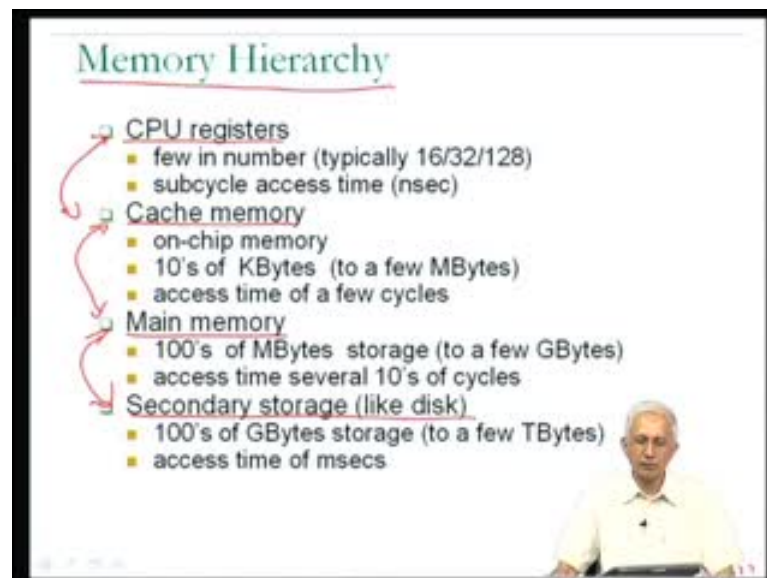 Memory Hierarchy
CPU registers
few in number (typically 16/32/128)
subcycle access time (nsec)
Cache memory
on-chip memory
10's of KBytes (to a few MBytes)
access time of a few cycles
Main memory
100's of MBytes storage (to a few GBytes)
access time several 10's of cycles
Secondary storage (like disk)
100's of GBytes storage (to a few TBytes)
access time of msecs